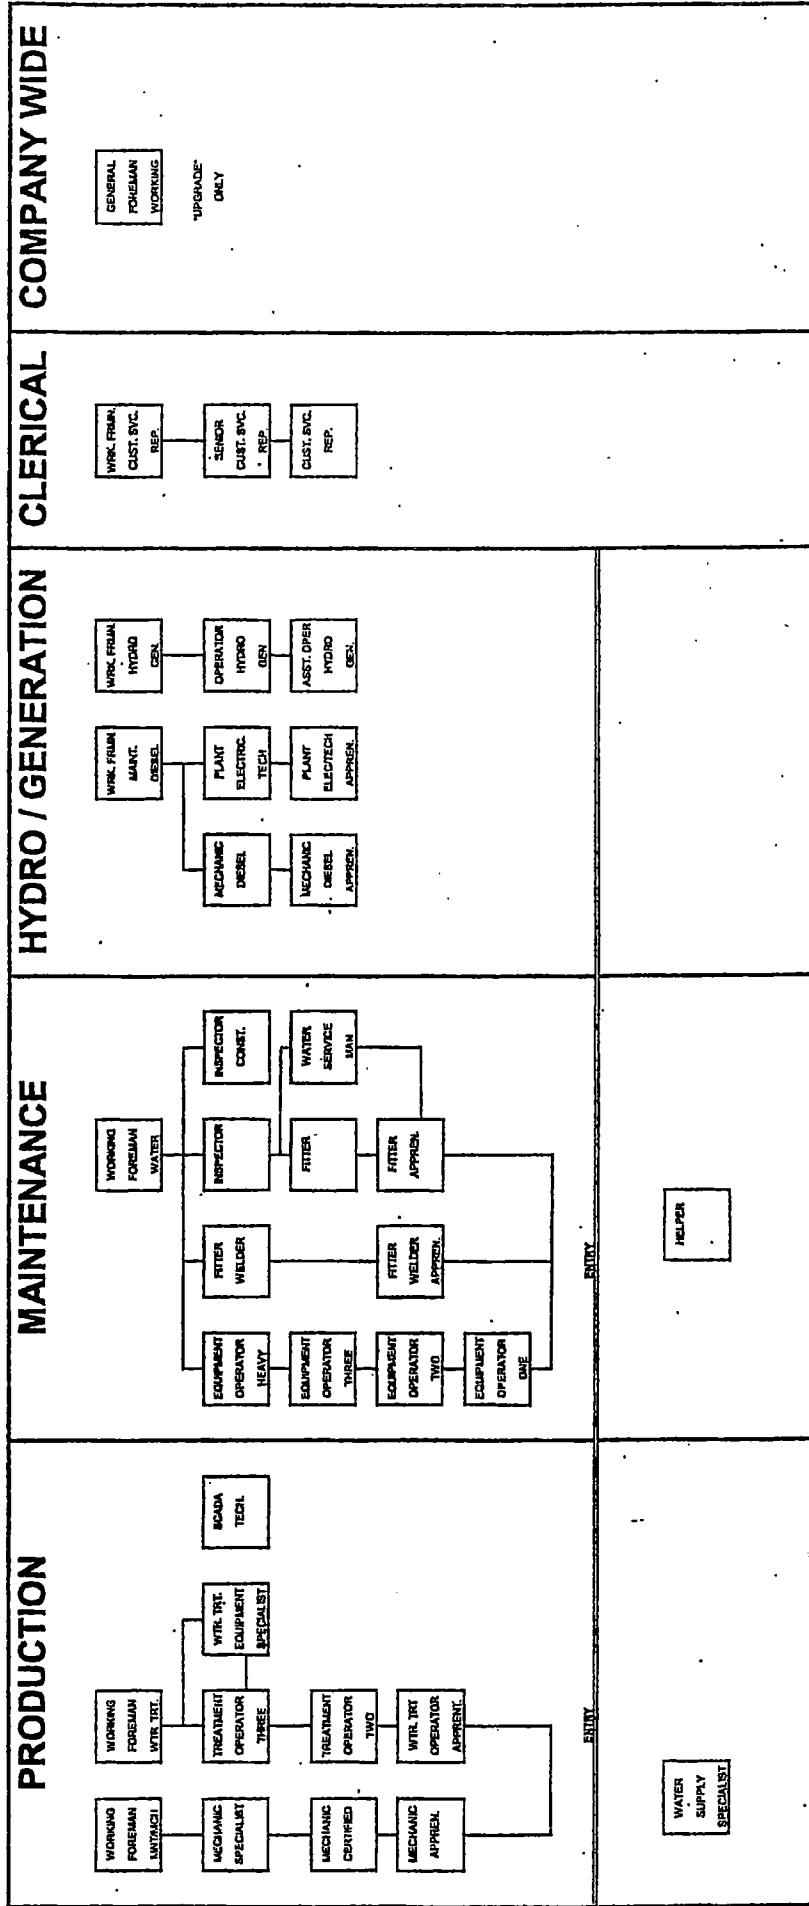 PRODUCTION
WORKING
FOREMAN
MNT/MCH
WORKING
FOREMAN
WTR. TRT.
MECHANIC
SPECIALIST
TREATMENT
OPERATOR
THREE
WTR. TRT.
EQUIPMENT
SPECIALIST
SCADA
TECH.
MECHANIC
CERTIFIED
TREATMENT
OPERATOR
TWO
MECHANIC
APPREN.
WTR. TRT
OPERATOR
APPRENT.
ENTRY
WATER
SUPPLY
SPECIALIST
MAINTENANCE
WORKING
FOREMAN
WATER
EQUIPMENT
OPERATOR
HEAVY
FITTER
WELDER
INSPECTOR
INSPECTOR
CONST.
EQUIPMENT
OPERATOR
THREE
FITTER
WATER
SERVICE
MAN
EQUIPMENT
OPERATOR
TWO
FITTER
WELDER
APPREN.
FITTER
APPREN.
EQUIPMENT
OPERATOR
ONE
ENTRY
HELPER
HYDRO / GENERATION
WRK. FRMN
MAINT.
DIESEL
WRK. FRMN.
HYDRO
GEN.
MECHANIC
DIESEL
PLANT
ELECTRIC.
TECH
OPERATOR
HYDRO
GEN
MECHANIC
DIESEL
APPREN.
PLANT
ELEC/TECH
APPREN.
ASST. OPER
HYDRO
GEN.
CLERICAL
WRK. FRMN.
CUST. SVC.
REP.
SENIOR
CUST. SVC.
REP.
CUST. SVC.
REP.
COMPANY WIDE
GENERAL
FOREMAN
WORKING
"UPGRADE"
ONLY